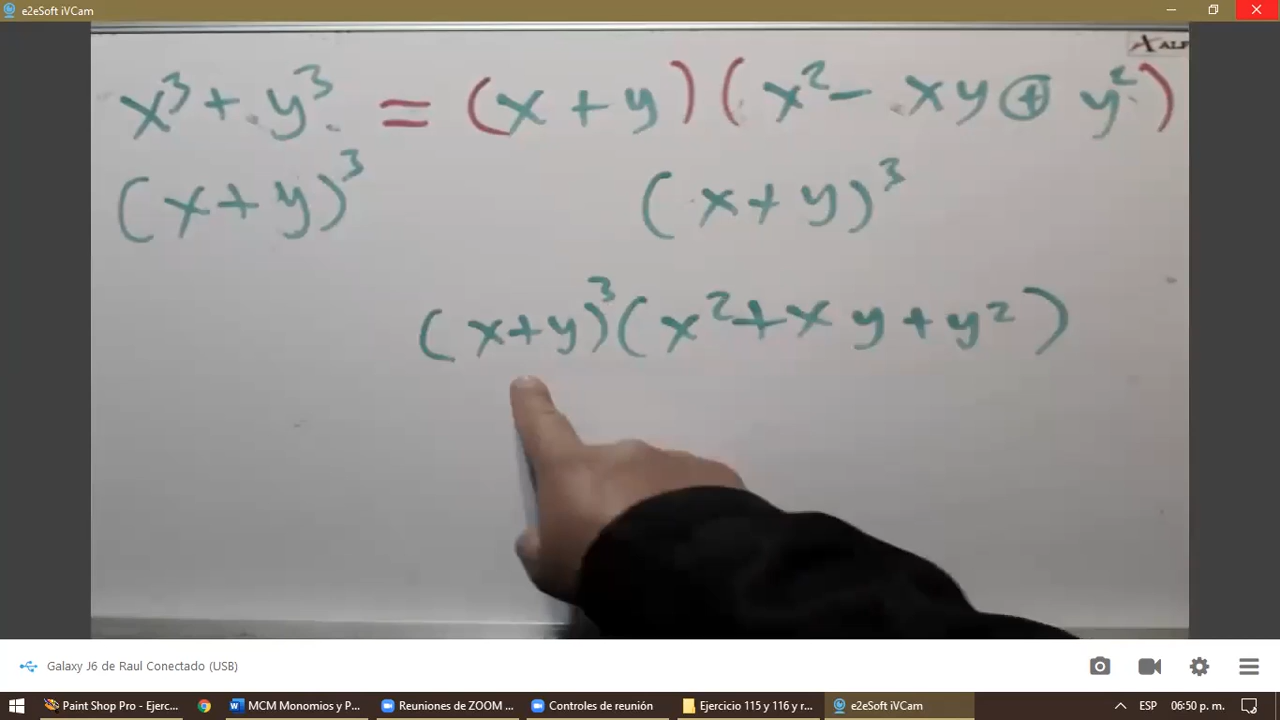 e2eSoft iVCam
ALF
x³ + y³ = (x + y)(x² - xy ⊕ y²)
(x + y)³ (x + y)³
(x+y)³(x²+xy+y²)
Galaxy J6 de Raul Conectado (USB)
Paint Shop Pro - Ejerc... MCM Monomios y P... Reuniones de ZOOM ... Controles de reunión Ejercicio 115 y 116 y r... e2eSoft iVCam ESP 06:50 p. m.